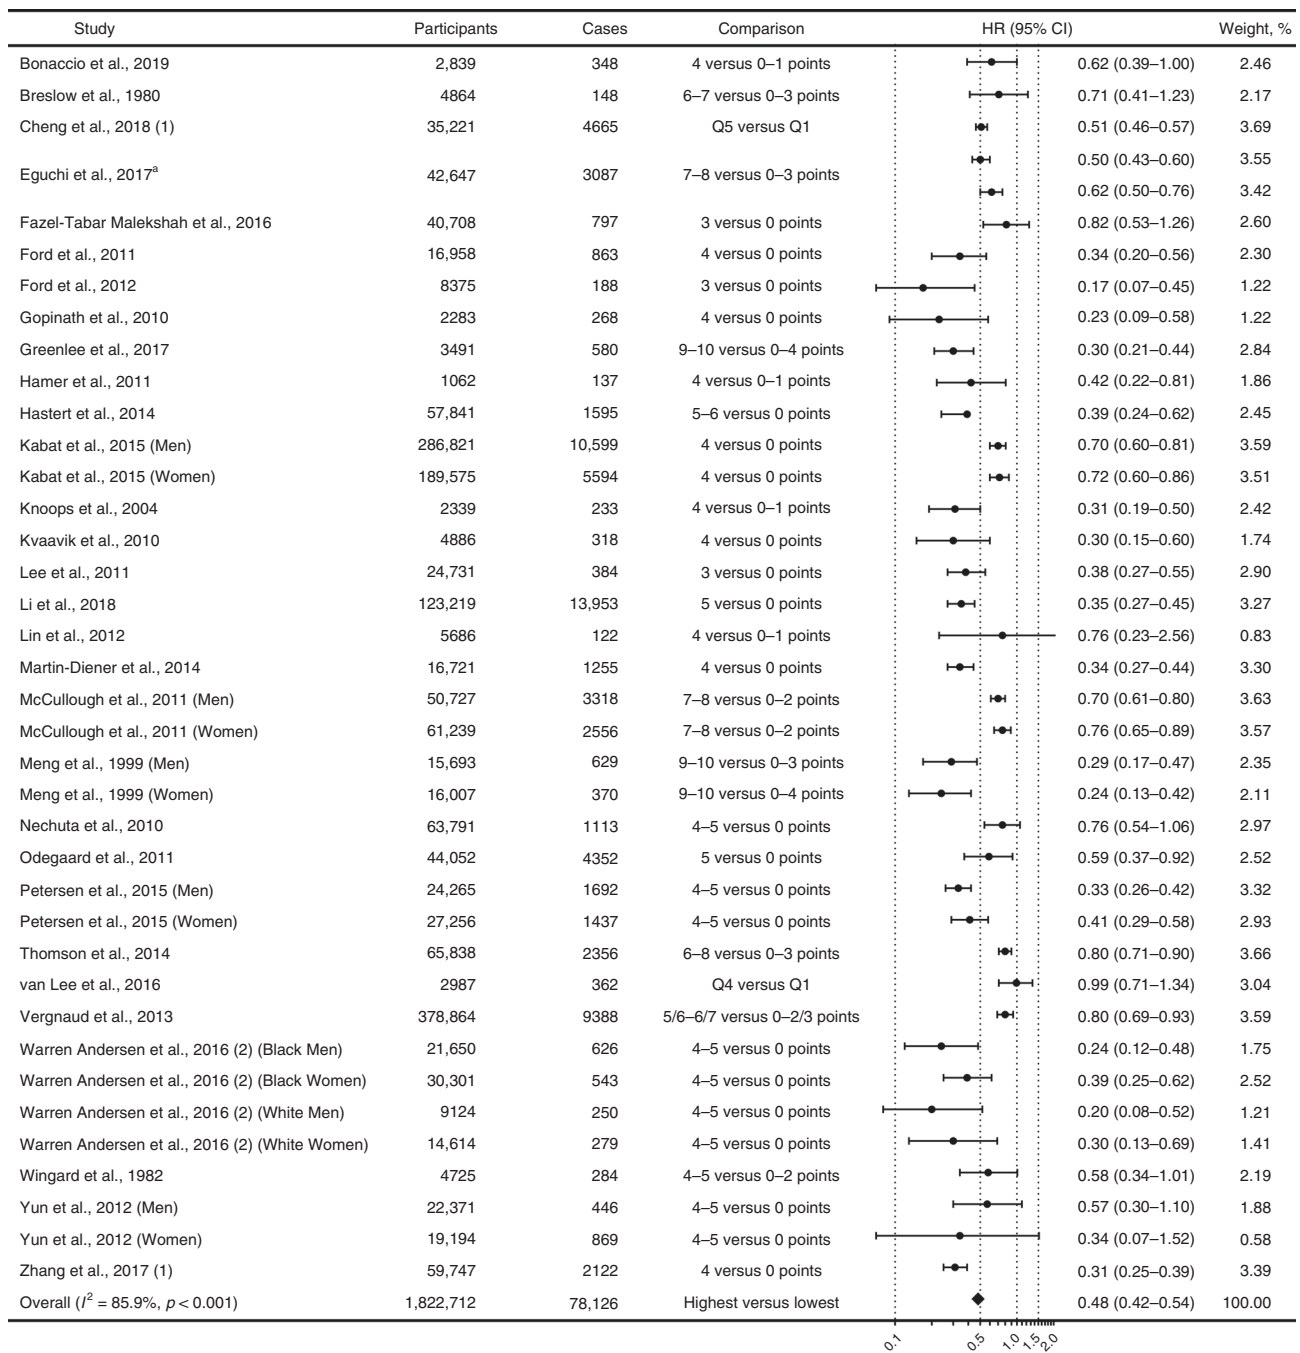 Study Participants Cases Comparison HR (95% CI) Weight, %
Bonaccio et al., 2019 2,839 348 4 versus 0–1 points 0.62 (0.39–1.00) 2.46
Breslow et al., 1980 4864 148 6–7 versus 0–3 points 0.71 (0.41–1.23) 2.17
Cheng et al., 2018 (1) 35,221 4665 Q5 versus Q1 0.51 (0.46–0.57) 3.69
0.50 (0.43–0.60) 3.55
Eguchi et al., 2017a 42,647 3087 7–8 versus 0–3 points
0.62 (0.50–0.76) 3.42
Fazel-Tabar Malekshah et al., 2016 40,708 797 3 versus 0 points 0.82 (0.53–1.26) 2.60
Ford et al., 2011 16,958 863 4 versus 0 points 0.34 (0.20–0.56) 2.30
Ford et al., 2012 8375 188 3 versus 0 points 0.17 (0.07–0.45) 1.22
Gopinath et al., 2010 2283 268 4 versus 0 points 0.23 (0.09–0.58) 1.22
Greenlee et al., 2017 3491 580 9–10 versus 0–4 points 0.30 (0.21–0.44) 2.84
Hamer et al., 2011 1062 137 4 versus 0–1 points 0.42 (0.22–0.81) 1.86
Hastert et al., 2014 57,841 1595 5–6 versus 0 points 0.39 (0.24–0.62) 2.45
Kabat et al., 2015 (Men) 286,821 10,599 4 versus 0 points 0.70 (0.60–0.81) 3.59
Kabat et al., 2015 (Women) 189,575 5594 4 versus 0 points 0.72 (0.60–0.86) 3.51
Knoops et al., 2004 2339 233 4 versus 0–1 points 0.31 (0.19–0.50) 2.42
Kvaavik et al., 2010 4886 318 4 versus 0 points 0.30 (0.15–0.60) 1.74
Lee et al., 2011 24,731 384 3 versus 0 points 0.38 (0.27–0.55) 2.90
Li et al., 2018 123,219 13,953 5 versus 0 points 0.35 (0.27–0.45) 3.27
Lin et al., 2012 5686 122 4 versus 0–1 points 0.76 (0.23–2.56) 0.83
Martin-Diener et al., 2014 16,721 1255 4 versus 0 points 0.34 (0.27–0.44) 3.30
McCullough et al., 2011 (Men) 50,727 3318 7–8 versus 0–2 points 0.70 (0.61–0.80) 3.63
McCullough et al., 2011 (Women) 61,239 2556 7–8 versus 0–2 points 0.76 (0.65–0.89) 3.57
Meng et al., 1999 (Men) 15,693 629 9–10 versus 0–3 points 0.29 (0.17–0.47) 2.35
Meng et al., 1999 (Women) 16,007 370 9–10 versus 0–4 points 0.24 (0.13–0.42) 2.11
Nechuta et al., 2010 63,791 1113 4–5 versus 0 points 0.76 (0.54–1.06) 2.97
Odegaard et al., 2011 44,052 4352 5 versus 0 points 0.59 (0.37–0.92) 2.52
Petersen et al., 2015 (Men) 24,265 1692 4–5 versus 0 points 0.33 (0.26–0.42) 3.32
Petersen et al., 2015 (Women) 27,256 1437 4–5 versus 0 points 0.41 (0.29–0.58) 2.93
Thomson et al., 2014 65,838 2356 6–8 versus 0–3 points 0.80 (0.71–0.90) 3.66
van Lee et al., 2016 2987 362 Q4 versus Q1 0.99 (0.71–1.34) 3.04
Vergnaud et al., 2013 378,864 9388 5/6–6/7 versus 0–2/3 points 0.80 (0.69–0.93) 3.59
Warren Andersen et al., 2016 (2) (Black Men) 21,650 626 4–5 versus 0 points 0.24 (0.12–0.48) 1.75
Warren Andersen et al., 2016 (2) (Black Women) 30,301 543 4–5 versus 0 points 0.39 (0.25–0.62) 2.52
Warren Andersen et al., 2016 (2) (White Men) 9124 250 4–5 versus 0 points 0.20 (0.08–0.52) 1.21
Warren Andersen et al., 2016 (2) (White Women) 14,614 279 4–5 versus 0 points 0.30 (0.13–0.69) 1.41
Wingard et al., 1982 4725 284 4–5 versus 0–2 points 0.58 (0.34–1.01) 2.19
Yun et al., 2012 (Men) 22,371 446 4–5 versus 0 points 0.57 (0.30–1.10) 1.88
Yun et al., 2012 (Women) 19,194 869 4–5 versus 0 points 0.34 (0.07–1.52) 0.58
Zhang et al., 2017 (1) 59,747 2122 4 versus 0 points 0.31 (0.25–0.39) 3.39
Overall (I2 = 85.9%, p < 0.001) 1,822,712 78,126 Highest versus lowest 0.48 (0.42–0.54) 100.00
0.1 0.5 1.0 1.5 2.0